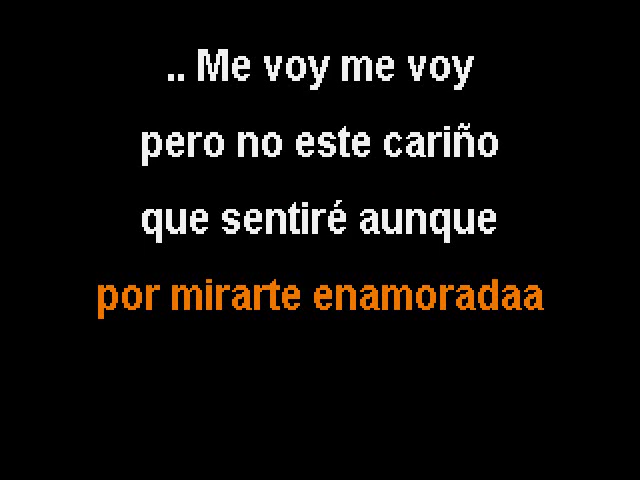 .. Me voy me voy
pero no este cariño
que sentiré aunque
por mirarte enamoradaa